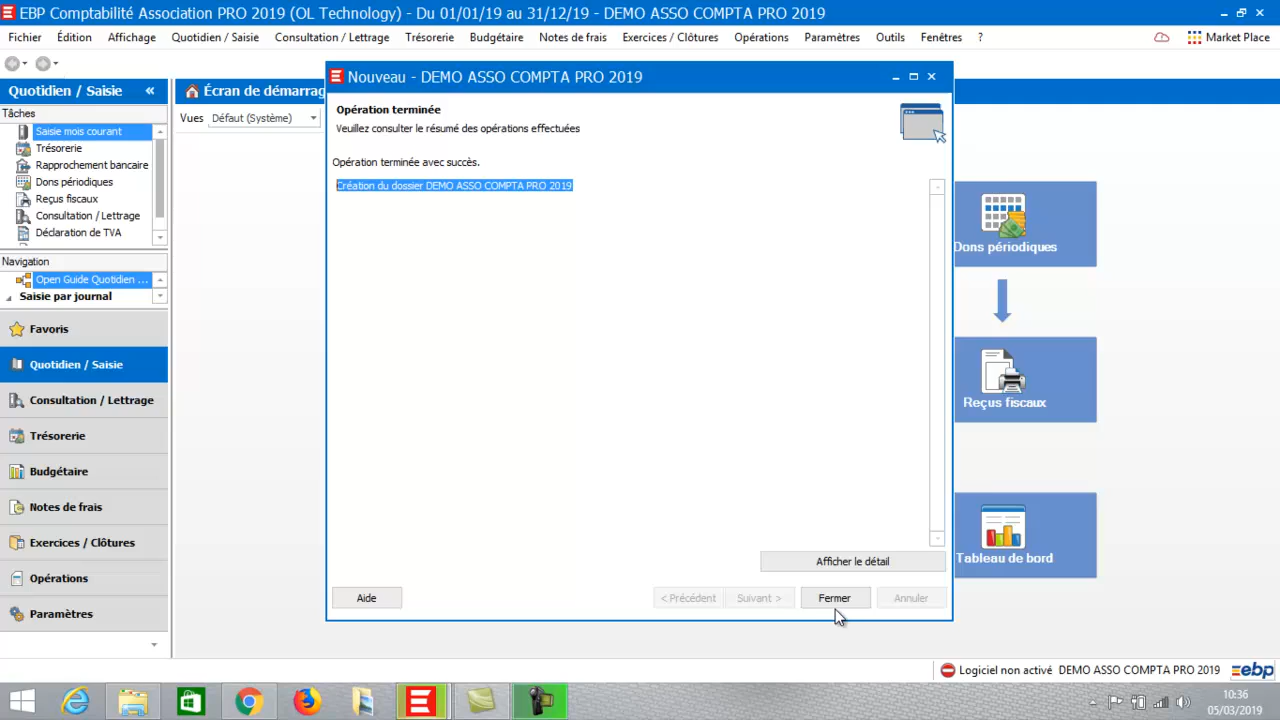 EBP Comptabilité Association PRO 2019 (OL Technology) - Du 01/01/19 au 31/12/19 - DEMO ASSO COMPTA PRO 2019
Fichier Édition Affichage Quotidien / Saisie Consultation / Lettrage Trésorerie Budgétaire Notes de frais Exercices / Clôtures Opérations Paramètres Outils Fenêtres ? Market Place
Quotidien / Saisie «
Tâches
Saisie mois courant
Trésorerie
Rapprochement bancaire
Dons périodiques
Reçus fiscaux
Consultation / Lettrage
Déclaration de TVA
Navigation
Open Guide Quotidien ...
Saisie par journal
Favoris
Quotidien / Saisie
Consultation / Lettrage
Trésorerie
Budgétaire
Notes de frais
Exercices / Clôtures
Opérations
Paramètres
Écran de démarrag
Vues Défaut (Système)
Nouveau - DEMO ASSO COMPTA PRO 2019
Opération terminée
Veuillez consulter le résumé des opérations effectuées
Opération terminée avec succès.
Création du dossier DEMO ASSO COMPTA PRO 2019
Afficher le détail
Aide < Précédent Suivant > Fermer Annuler
Dons périodiques
Reçus fiscaux
Tableau de bord
Logiciel non activé DEMO ASSO COMPTA PRO 2019 ebp
10:36
05/03/2019